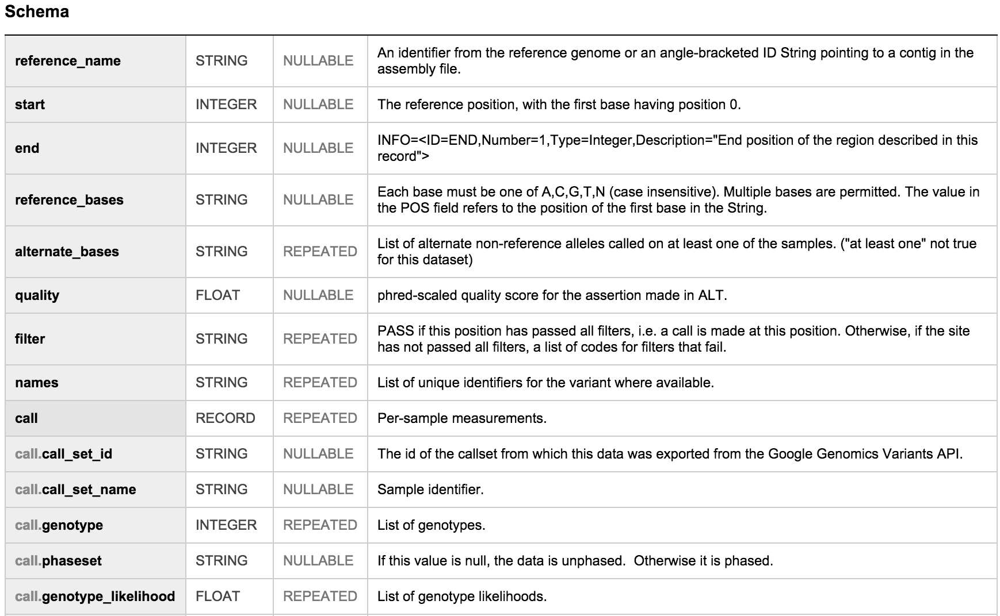 Schema
reference_name STRING NULLABLE An identifier from the reference genome or an angle-bracketed ID String pointing to a contig in the
assembly file.
start INTEGER NULLABLE The reference position, with the first base having position 0.
end INTEGER NULLABLE INFO=<ID=END,Number=1,Type=Integer,Description="End position of the region described in this
record">
reference_bases STRING NULLABLE Each base must be one of A,C,G,T,N (case insensitive). Multiple bases are permitted. The value in
the POS field refers to the position of the first base in the String.
alternate_bases STRING REPEATED List of alternate non-reference alleles called on at least one of the samples. ("at least one" not true
for this dataset)
quality FLOAT NULLABLE phred-scaled quality score for the assertion made in ALT.
filter STRING REPEATED PASS if this position has passed all filters, i.e. a call is made at this position. Otherwise, if the site
has not passed all filters, a list of codes for filters that fail.
names STRING REPEATED List of unique identifiers for the variant where available.
call RECORD REPEATED Per-sample measurements.
call.call_set_id STRING NULLABLE The id of the callset from which this data was exported from the Google Genomics Variants API.
call.call_set_name STRING NULLABLE Sample identifier.
call.genotype INTEGER REPEATED List of genotypes.
call.phaseset STRING NULLABLE If this value is null, the data is unphased.  Otherwise it is phased.
call.genotype_likelihood FLOAT REPEATED List of genotype likelihoods.